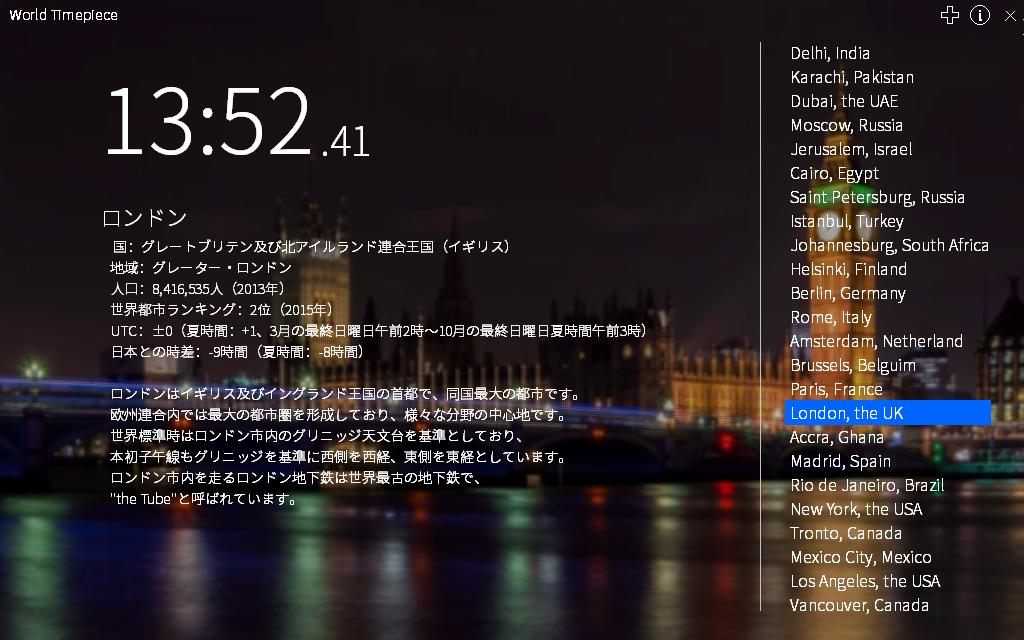 World Timepiece
13:52.41
ロンドン
国：グレートブリテン及び北アイルランド連合王国（イギリス）
地域：グレーター・ロンドン
人口：8,416,535人（2013年）
世界都市ランキング：2位（2015年）
UTC：±0（夏時間：+1、3月の最終日曜日午前2時～10月の最終日曜日夏時間午前3時）
日本との時差：-9時間（夏時間：-8時間）
ロンドンはイギリス及びイングランド王国の首都で、同国最大の都市です。
欧州連合内では最大の都市圏を形成しており、様々な分野の中心地です。
世界標準時はロンドン市内のグリニッジ天文台を基準としており、
本初子午線もグリニッジを基準に西側を西経、東側を東経としています。
ロンドン市内を走るロンドン地下鉄は世界最古の地下鉄で、
"the Tube"と呼ばれています。
Delhi, India
Karachi, Pakistan
Dubai, the UAE
Moscow, Russia
Jerusalem, Israel
Cairo, Egypt
Saint Petersburg, Russia
Istanbul, Turkey
Johannesburg, South Africa
Helsinki, Finland
Berlin, Germany
Rome, Italy
Amsterdam, Netherland
Brussels, Belguim
Paris, France
London, the UK
Accra, Ghana
Madrid, Spain
Rio de Janeiro, Brazil
New York, the USA
Tronto, Canada
Mexico City, Mexico
Los Angeles, the USA
Vancouver, Canada